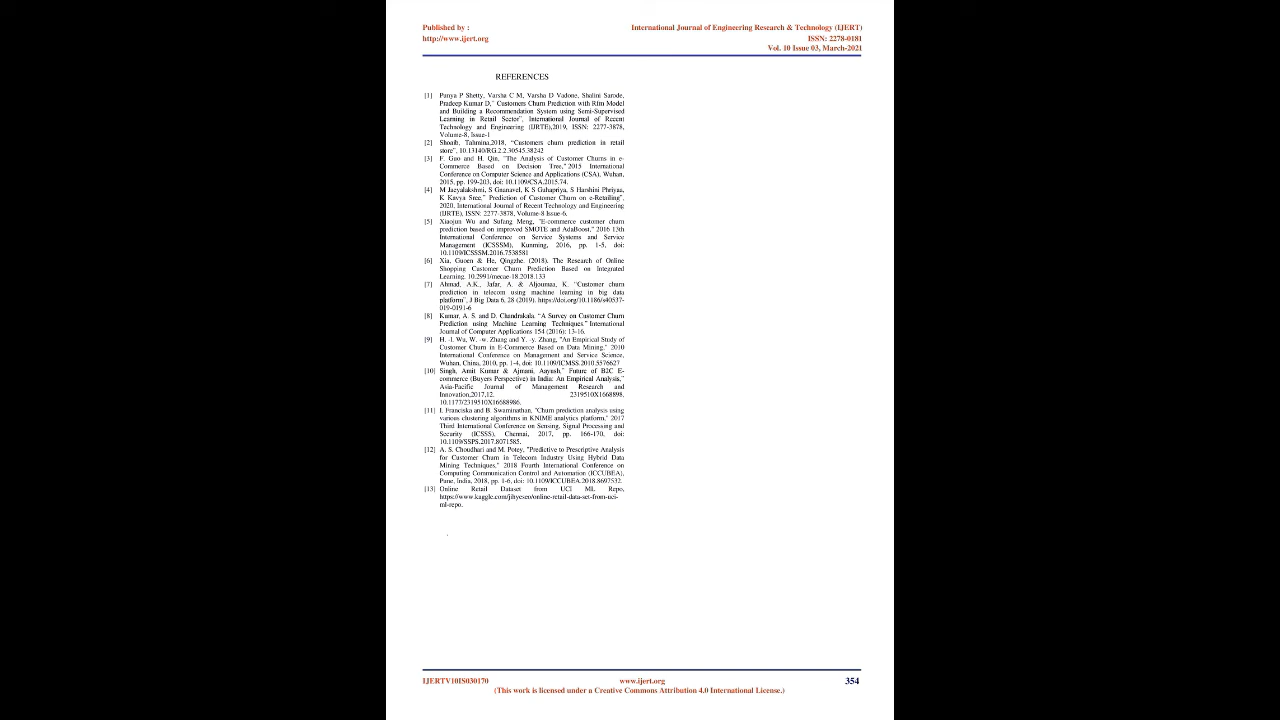 Published by :
International Journal of Engineering Research & Technology (IJERT)
http://www.ijert.org
ISSN: 2278-0181
Vol. 10 Issue 03, March-2021
REFERENCES
[1] Punya P Shetty, Varsha C M, Varsha D Vadone, Shalini Sarode,
Pradeep Kumar D," Customers Churn Prediction with Rfm Model
and Building a Recommendation System using Semi-Supervised
Learning in Retail Sector", International Journal of Recent
Technology and Engineering (IJRTE),2019, ISSN: 2277-3878,
Volume-8, Issue-1
[2] Shoaib, Tahmina,2018, "Customers churn prediction in retail
store", 10.13140/RG.2.2.30545.38242
[3] F. Guo and H. Qin, "The Analysis of Customer Churns in e-
Commerce Based on Decision Tree," 2015 International
Conference on Computer Science and Applications (CSA), Wuhan,
2015, pp. 199-203, doi: 10.1109/CSA.2015.74.
[4] M Jaeyalakshmi, S Gnanavel, K S Guhapriya, S Harshini Phriyaa,
K Kavya Sree," Prediction of Customer Churn on e-Retailing",
2020, International Journal of Recent Technology and Engineering
(IJRTE), ISSN: 2277-3878, Volume-8 Issue-6.
[5] Xiaojun Wu and Sufang Meng, "E-commerce customer churn
prediction based on improved SMOTE and AdaBoost," 2016 13th
International Conference on Service Systems and Service
Management (ICSSSM), Kunming, 2016, pp. 1-5, doi:
10.1109/ICSSSM.2016.7538581
[6] Xia, Guoen & He, Qingzhe. (2018). The Research of Online
Shopping Customer Churn Prediction Based on Integrated
Learning. 10.2991/mecae-18.2018.133
[7] Ahmad, A.K., Jafar, A. & Aljoumaa, K. "Customer churn
prediction in telecom using machine learning in big data
platform", J Big Data 6, 28 (2019). https://doi.org/10.1186/s40537-
019-0191-6
[8] Kumar, A. S. and D. Chandrakala. "A Survey on Customer Churn
Prediction using Machine Learning Techniques." International
Journal of Computer Applications 154 (2016): 13-16.
[9] H. -l. Wu, W. -w. Zhang and Y. -y. Zhang, "An Empirical Study of
Customer Churn in E-Commerce Based on Data Mining," 2010
International Conference on Management and Service Science,
Wuhan, China, 2010, pp. 1-4, doi: 10.1109/ICMSS.2010.5576627
[10] Singh, Amit Kumar & Ajmani, Aayush," Future of B2C E-
commerce (Buyers Perspective) in India: An Empirical Analysis,"
Asia-Pacific Journal of Management Research and
Innovation,2017,12. 2319510X1668898.
10.1177/2319510X16688986.
[11] I. Franciska and B. Swaminathan, "Churn prediction analysis using
various clustering algorithms in KNIME analytics platform," 2017
Third International Conference on Sensing, Signal Processing and
Security (ICSSS), Chennai, 2017, pp. 166-170, doi:
10.1109/SSPS.2017.8071585.
[12] A. S. Choudhari and M. Potey, "Predictive to Prescriptive Analysis
for Customer Churn in Telecom Industry Using Hybrid Data
Mining Techniques," 2018 Fourth International Conference on
Computing Communication Control and Automation (ICCUBEA),
Pune, India, 2018, pp. 1-6, doi: 10.1109/ICCUBEA.2018.8697532.
[13] Online Retail Dataset from UCI ML Repo,
https://www.kaggle.com/jihyeseo/online-retail-data-set-from-uci-
ml-repo.
.
IJERTV10IS030170
www.ijert.org
354
(This work is licensed under a Creative Commons Attribution 4.0 International License.)